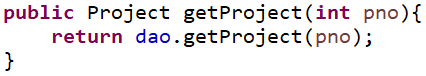 public Project getProject(int pno){
    return dao.getProject(pno);
}